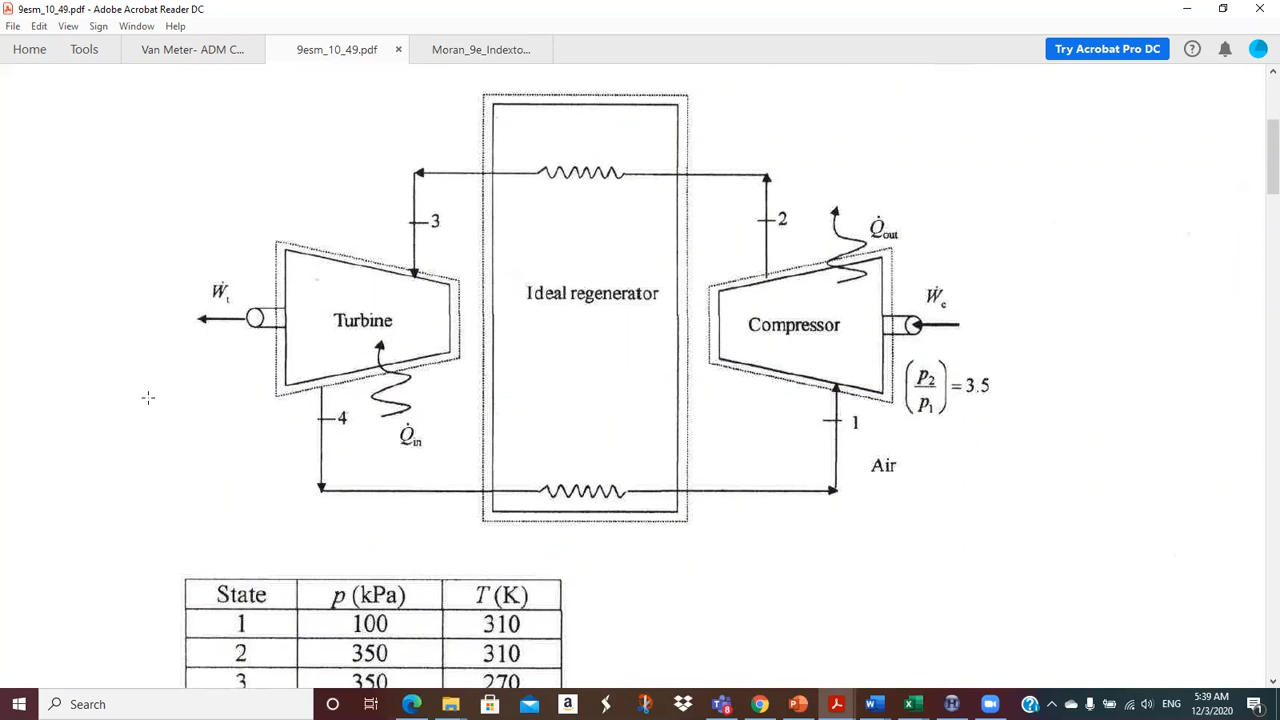 9esm_10_49.pdf - Adobe Acrobat Reader DC
File Edit View Sign Window Help
Home Tools Van Meter- ADM C... 9esm_10_49.pdf × Moran_9e_Indexto... Try Acrobat Pro DC
3
2
Q̇out
Ẇt
Ideal regenerator
Ẇc
Turbine
Compressor
(p2/p1) = 3.5
4
1
Q̇in
Air
State p (kPa) T (K)
1 100 310
2 350 310
3 350 270
Search
ENG
5:39 AM
12/3/2020